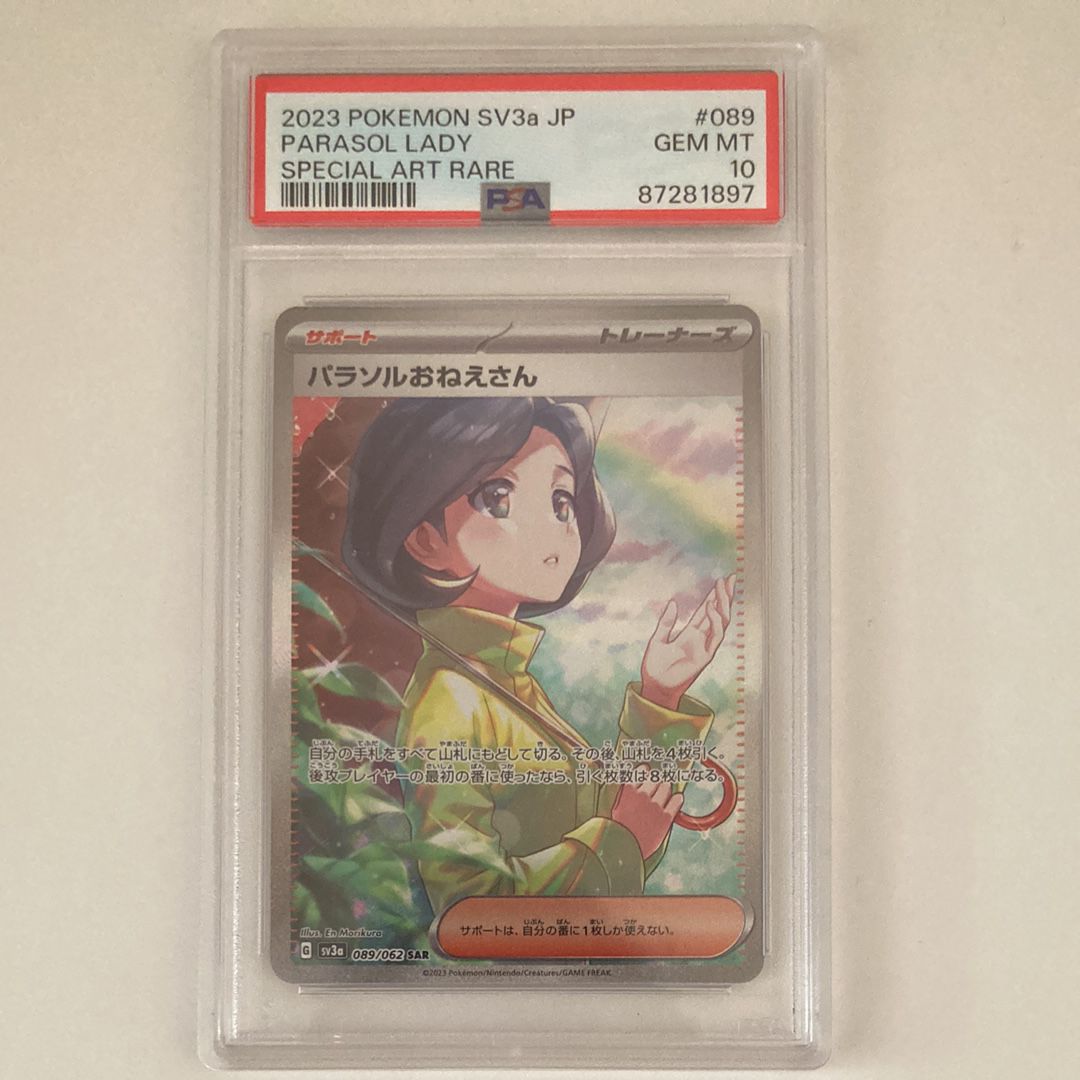 2023 POKEMON SV3a JP #089
PARASOL LADY GEM MT
SPECIAL ART RARE 10
PSA 87281897
サポート トレーナーズ
パラソルおねえさん
自分の手札をすべて山札にもどして切る。その後、山札を4枚引く。
後攻プレイヤーの最初の番に使ったなら、引く枚数は8枚になる。
サポートは、自分の番に1枚しか使えない。
Illus. En Morikura
G sv3a 089/062 SAR
©2023 Pokémon/Nintendo/Creatures/GAME FREAK.